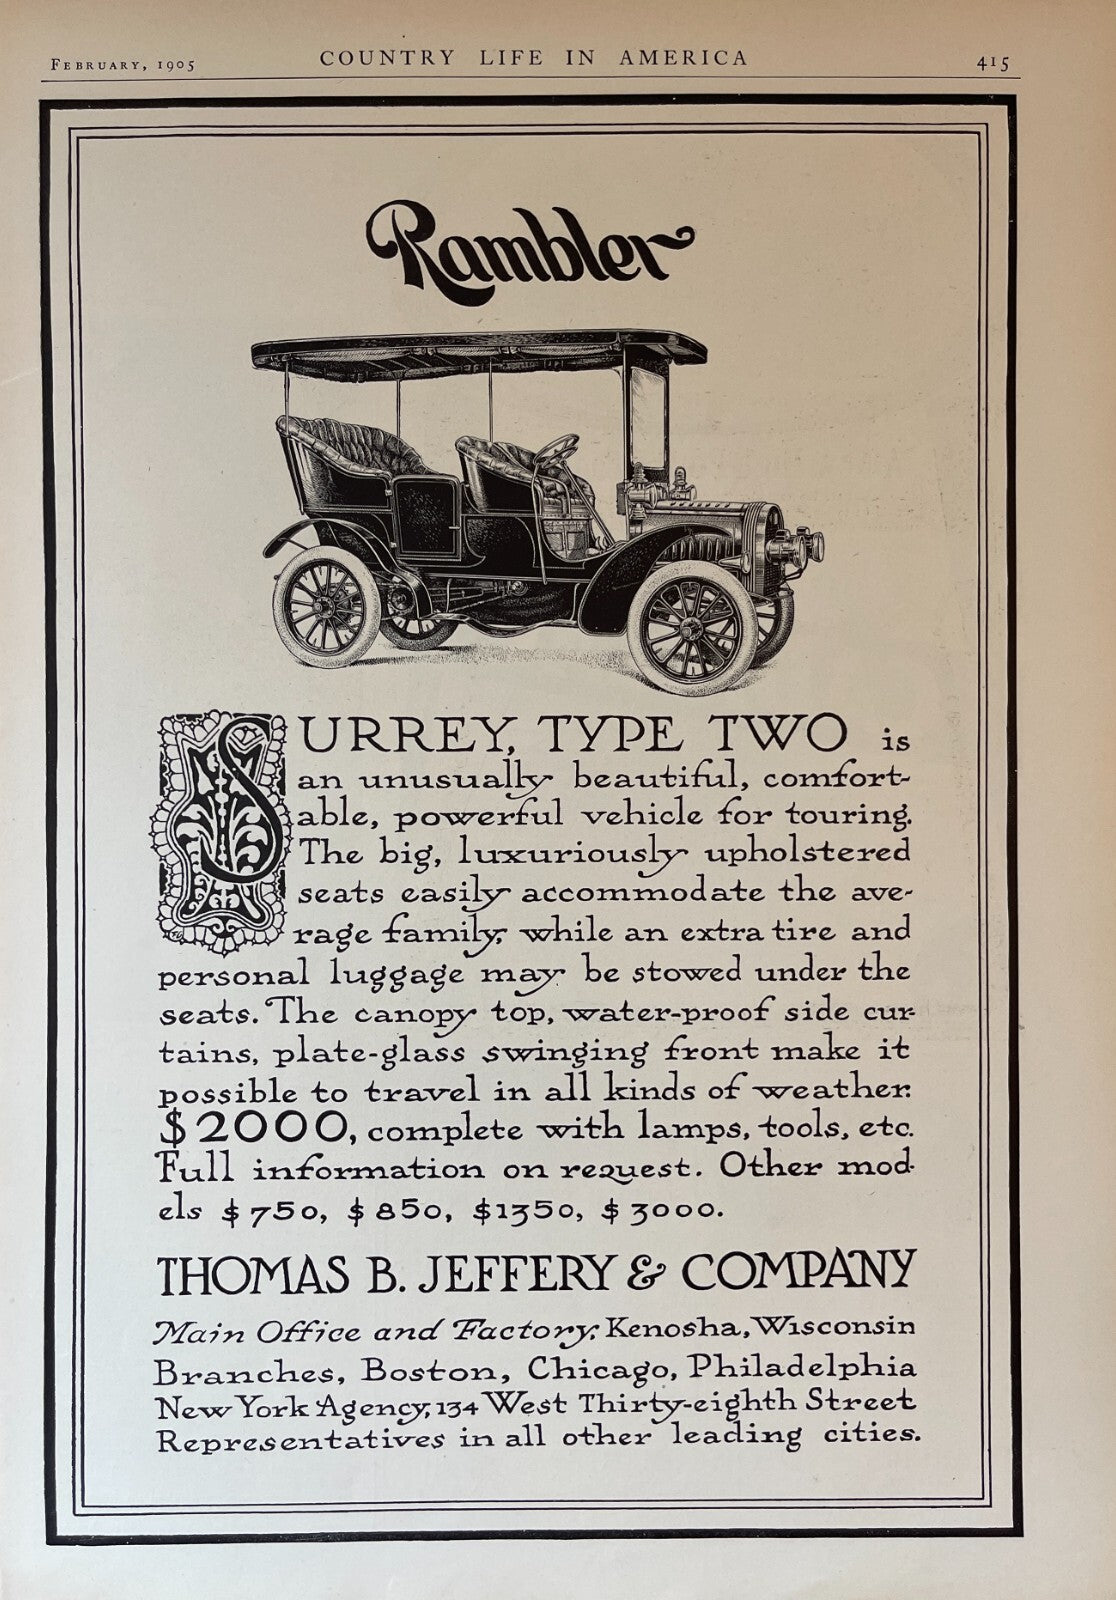 FEBRUARY, 1905 COUNTRY LIFE IN AMERICA 415
Rambler
SURREY, TYPE TWO is
an unusually beautiful, comfort-
able, powerful vehicle for touring.
The big, luxuriously upholstered
seats easily accommodate the ave-
rage family, while an extra tire and
personal luggage may be stowed under the
seats. The canopy top, water-proof side cur-
tains, plate-glass swinging front make it
possible to travel in all kinds of weather.
$2000, complete with lamps, tools, etc.
Full information on request. Other mod-
els $750, $850, $1350, $3000.
THOMAS B. JEFFERY & COMPANY
Main Office and Factory, Kenosha, Wisconsin
Branches, Boston, Chicago, Philadelphia
New York Agency, 134 West Thirty-eighth Street
Representatives in all other leading cities.